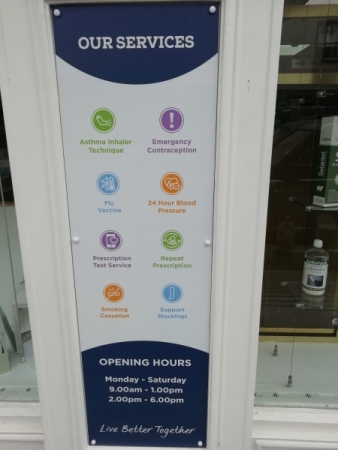 OUR SERVICES
Asthma Inhaler
Technique
Emergency
Contraception
Flu
Vaccine
24 Hour Blood
Pressure
Prescription
Text Service
Repeat
Prescription
Smoking
Cessation
Support
Stockings
OPENING HOURS
Monday - Saturday
9.00am - 1.00pm
2.00pm - 6.00pm
Live Better Together